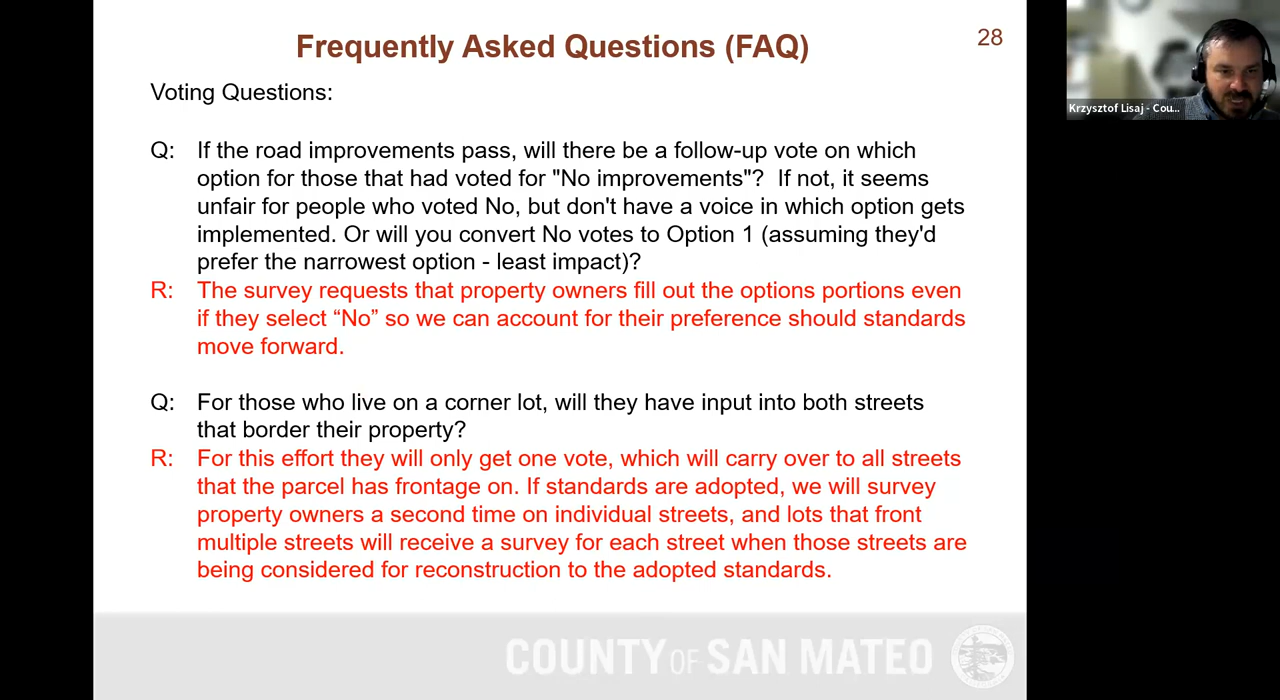 Frequently Asked Questions (FAQ)
28
Krzysztof Lisaj - Cou...
Voting Questions:
Q: If the road improvements pass, will there be a follow-up vote on which
option for those that had voted for "No improvements"?  If not, it seems
unfair for people who voted No, but don't have a voice in which option gets
implemented. Or will you convert No votes to Option 1 (assuming they'd
prefer the narrowest option - least impact)?
R: The survey requests that property owners fill out the options portions even
if they select “No” so we can account for their preference should standards
move forward.
Q: For those who live on a corner lot, will they have input into both streets
that border their property?
R: For this effort they will only get one vote, which will carry over to all streets
that the parcel has frontage on. If standards are adopted, we will survey
property owners a second time on individual streets, and lots that front
multiple streets will receive a survey for each street when those streets are
being considered for reconstruction to the adopted standards.
COUNTY OF SAN MATEO